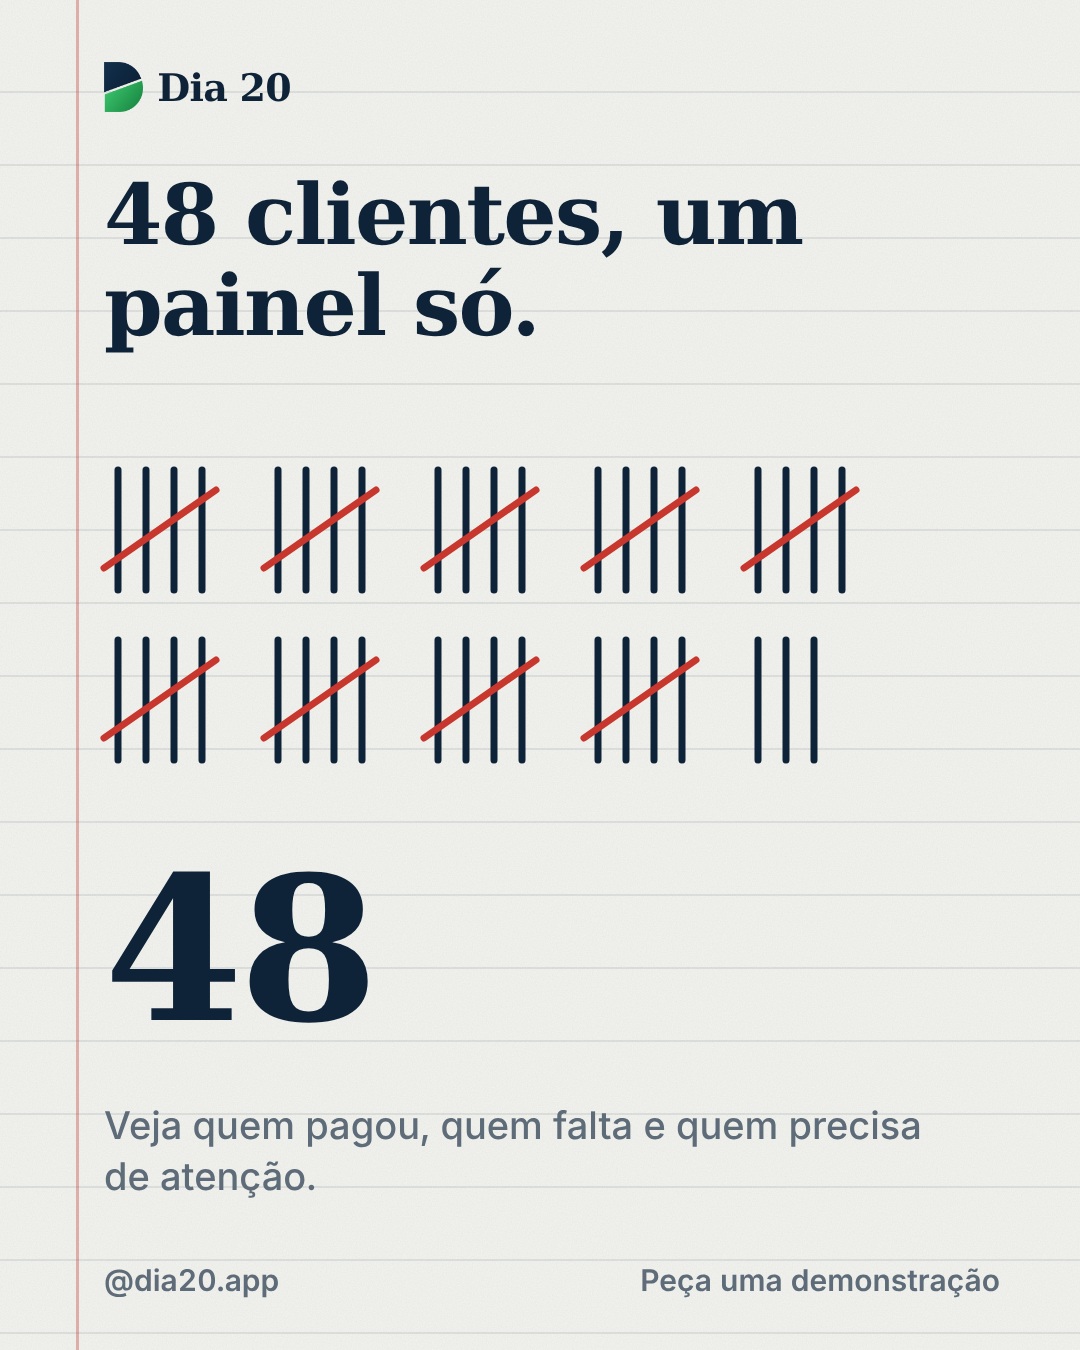 Dia 20
48 clientes, um
painel só.
48
Veja quem pagou, quem falta e quem precisa
de atenção.
@dia20.app
Peça uma demonstração